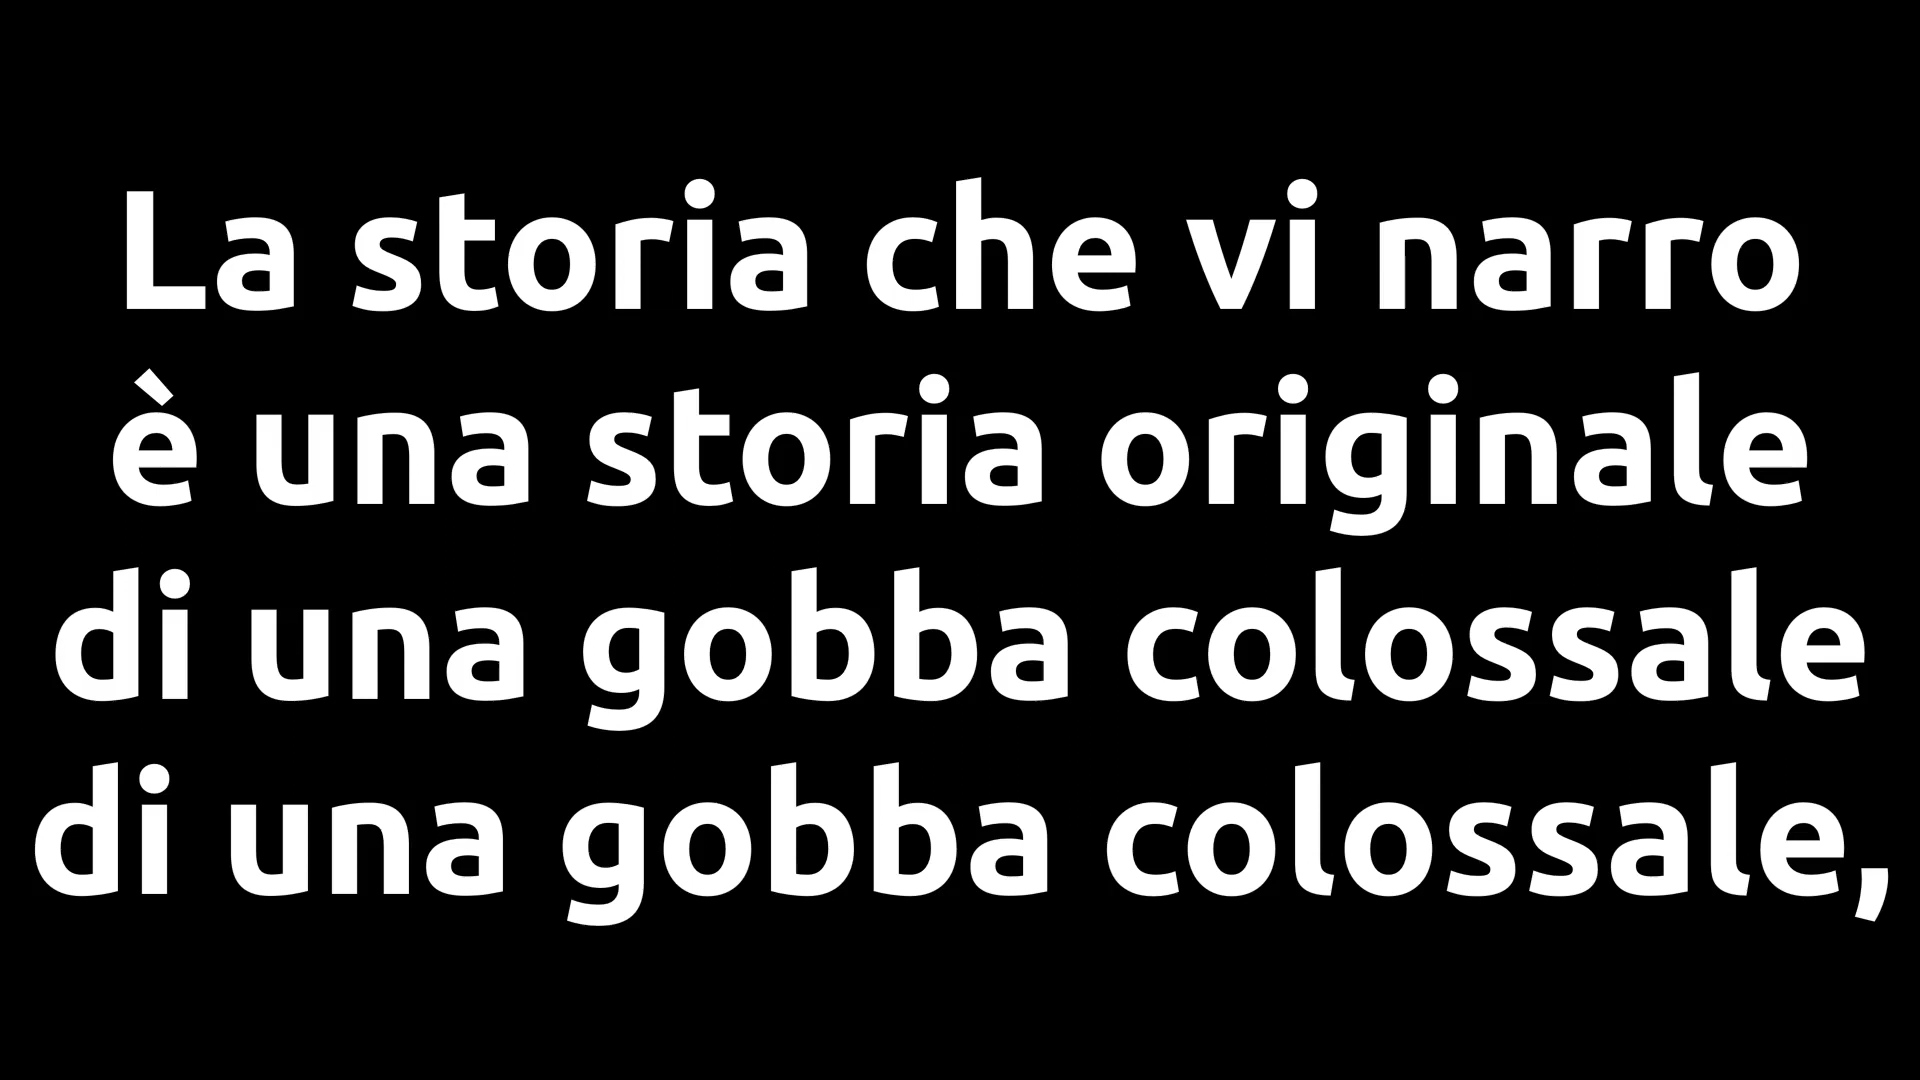 La storia che vi narro
è una storia originale
di una gobba colossale
di una gobba colossale,